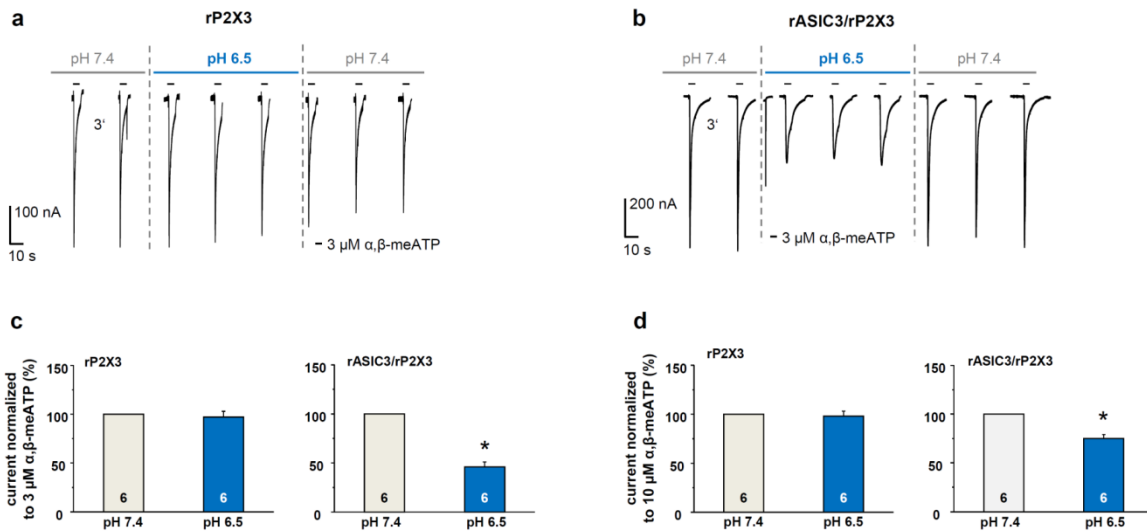 a
rP2X3
pH 7.4
pH 6.5
pH 7.4
3‘
100 nA
10 s
3 µM α,β-meATP
b
rASIC3/rP2X3
pH 7.4
pH 6.5
pH 7.4
3‘
200 nA
10 s
3 µM α,β-meATP
c
current normalized
to 3 µM α,β-meATP (%)
rP2X3
150
100
50
0
6
6
pH 7.4 pH 6.5
rASIC3/rP2X3
150
100
50
0
*
6
6
pH 7.4 pH 6.5
d
current normalized
to 10 µM α,β-meATP (%)
rP2X3
150
100
50
0
6
6
pH 7.4 pH 6.5
rASIC3/rP2X3
150
100
50
0
*
6
6
pH 7.4 pH 6.5